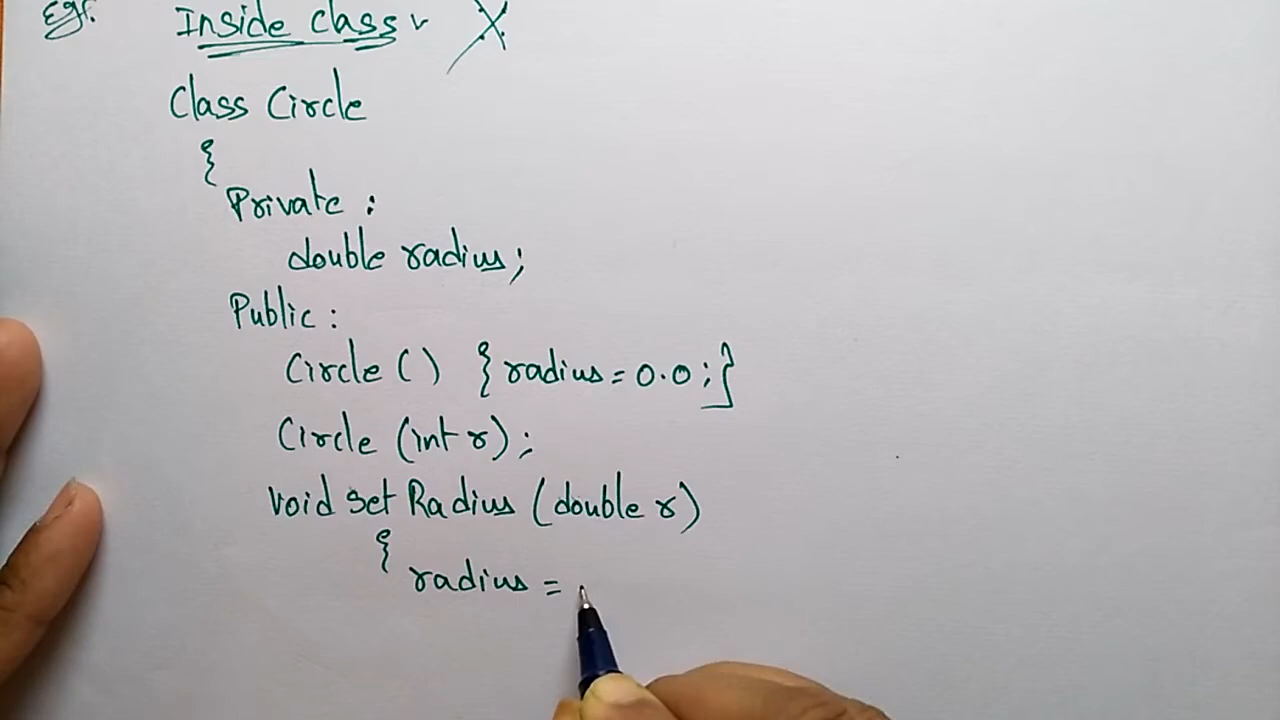 Eg:
Inside class
Class Circle
{
Private :
double radius;
Public :
Circle () { radius = 0.0 ; }
Circle (int r) ;
Void set Radius (double r)
{
radius =